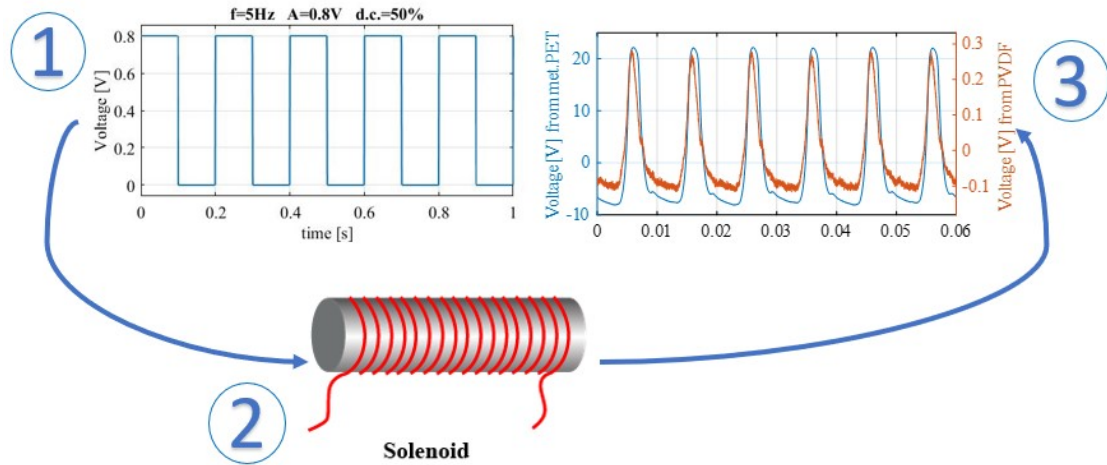 1
f=5Hz A=0.8V d.c.=50%
Voltage [V]
0.8
0.6
0.4
0.2
0
0 0.2 0.4 0.6 0.8 1
time [s]
Voltage [V] from met.PET
20
10
0
-10
0 0.01 0.02 0.03 0.04 0.05 0.06
0.3
0.2
0.1
0
-0.1
Voltage [V] from PVDF
3
2
Solenoid